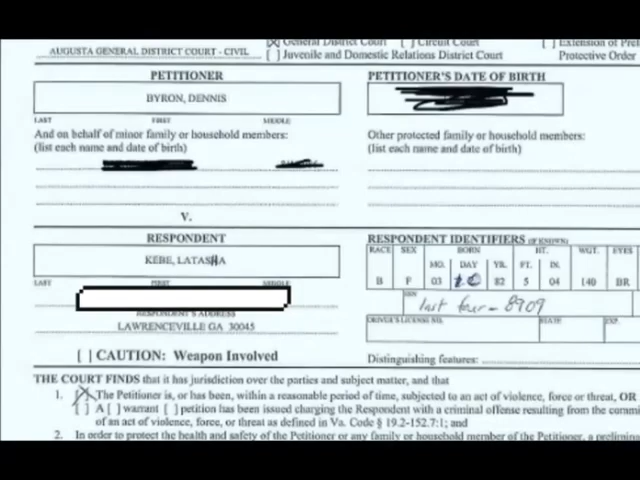 AUGUSTA GENERAL DISTRICT COURT - CIVIL
[X] General District Court [ ] Circuit Court
[ ] Juvenile and Domestic Relations District Court
[ ] Extension of
Protective Order
PETITIONER
BYRON, DENNIS
LAST FIRST MIDDLE
And on behalf of minor family or household members:
(list each name and date of birth)
PETITIONER'S DATE OF BIRTH
Other protected family or household members:
(list each name and date of birth)
V.
RESPONDENT
KEBE, LATASHA
LAST FIRST MIDDLE
RESPONDENT'S ADDRESS
LAWRENCEVILLE GA 30045
[ ] CAUTION: Weapon Involved
RESPONDENT IDENTIFIERS (IF KNOWN)
RACE SEX BORN HT. WGT. EYES
MO. DAY YR. FT. IN.
B F 03 82 5 04 140 BR
SSN
last four - 8909
DRIVER'S LICENSE NO. STATE EXP.
Distinguishing features:
THE COURT FINDS that it has jurisdiction over the parties and subject matter, and that
1. [X] The Petitioner is, or has been, within a reasonable period of time, subjected to an act of violence, force or threat, OR
[ ] A [ ] warrant [ ] petition has been issued charging the Respondent with a criminal offense resulting from the
of an act of violence, force, or threat as defined in Va. Code § 19.2-152.7:1; and
2. In order to protect the health and safety of the Petitioner or any family or household member of the Petitioner, a